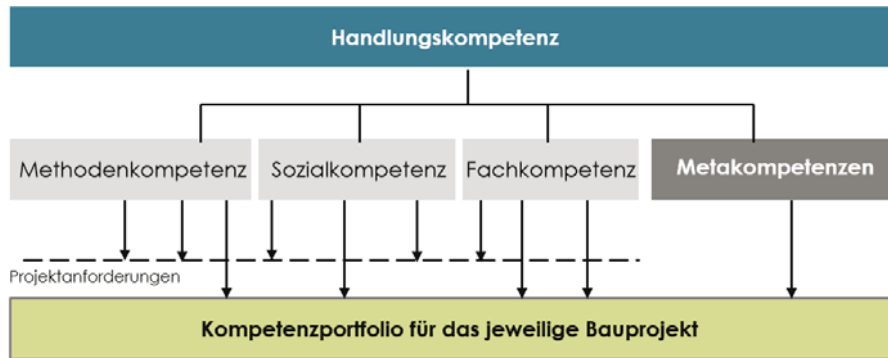 Handlungskompetenz
Methodenkompetenz
Sozialkompetenz
Fachkompetenz
Metakompetenzen
Projektanforderungen
Kompetenzportfolio für das jeweilige Bauprojekt